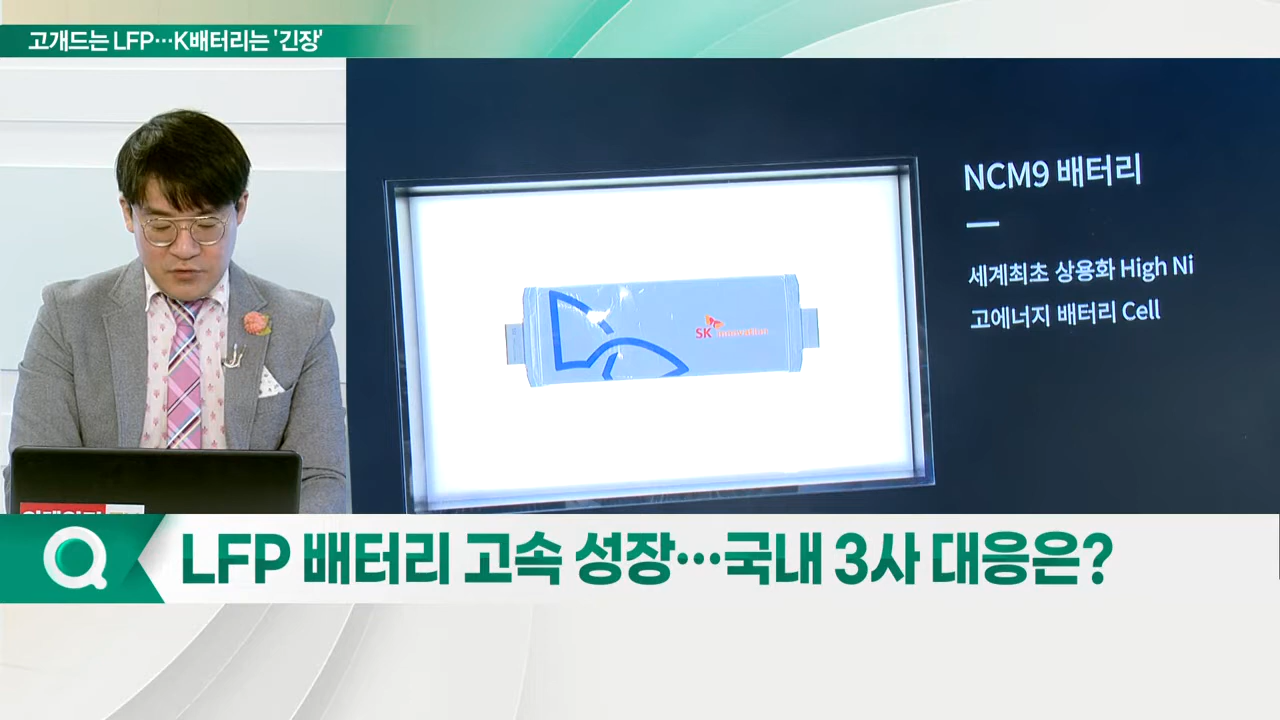 고개드는 LFP…K배터리는 '긴장'
NCM9 배터리
세계최초 상용화 High Ni
고에너지 배터리 Cell
SK innovation
LFP 배터리 고속 성장…국내 3사 대응은?